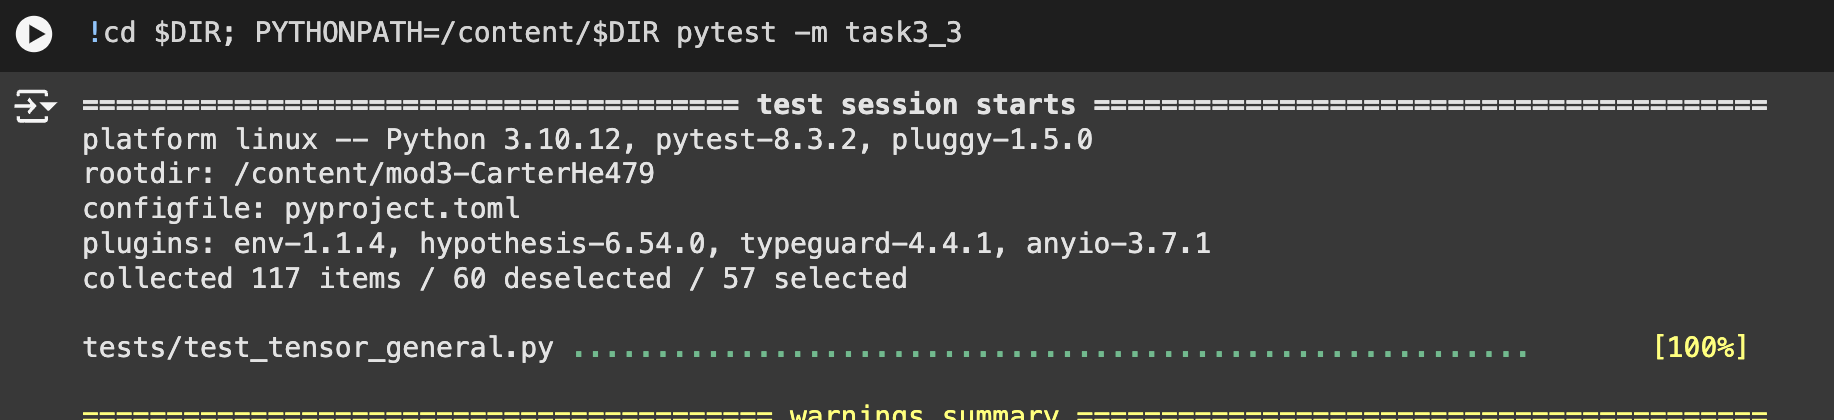 !cd $DIR; PYTHONPATH=/content/$DIR pytest -m task3_3
======================================= test session starts ========================================
platform linux -- Python 3.10.12, pytest-8.3.2, pluggy-1.5.0
rootdir: /content/mod3-CarterHe479
configfile: pyproject.toml
plugins: env-1.1.4, hypothesis-6.54.0, typeguard-4.4.1, anyio-3.7.1
collected 117 items / 60 deselected / 57 selected
tests/test_tensor_general.py ......................................................... [100%]
========================================= warnings summary =========================================